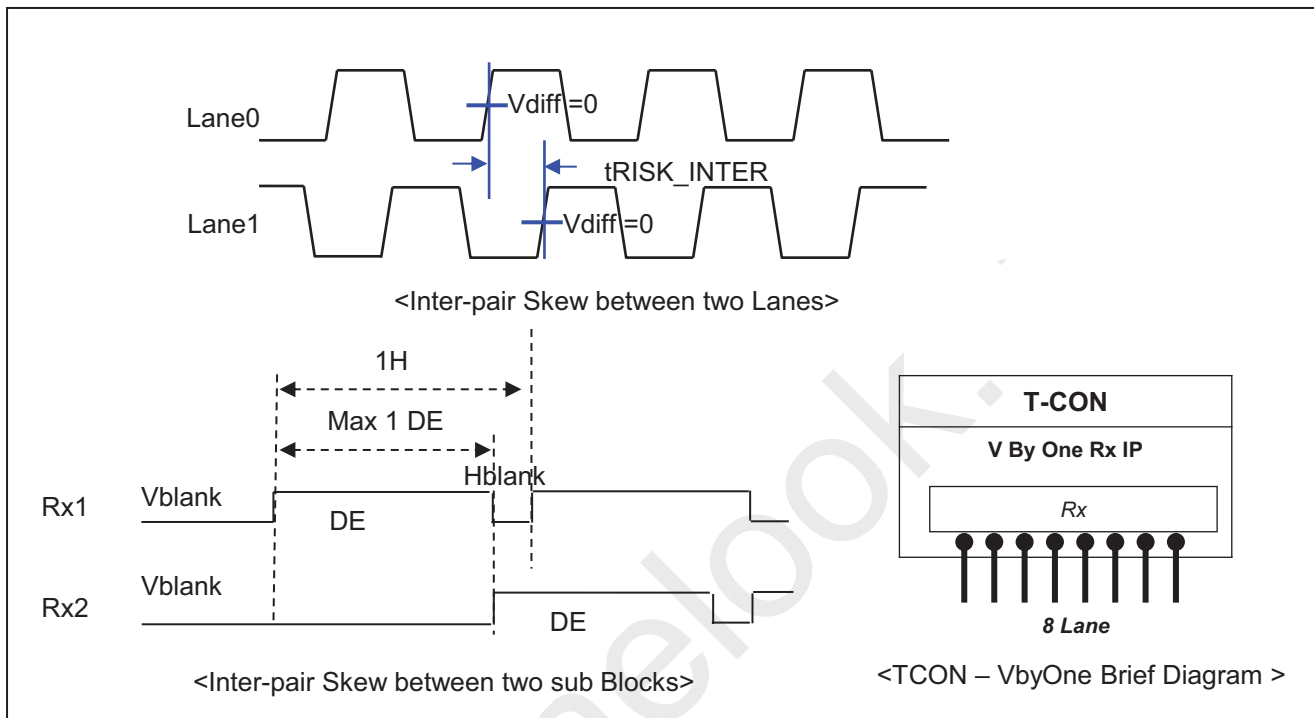 Lane0
Vdiff =0
tRISK_INTER
Lane1
Vdiff =0
<Inter-pair Skew between two Lanes>
1H
Max 1 DE
Hblank
Rx1
Vblank
DE
Rx2
Vblank
DE
<Inter-pair Skew between two sub Blocks>
T-CON
V By One Rx IP
Rx
8 Lane
<TCON – VbyOne Brief Diagram >